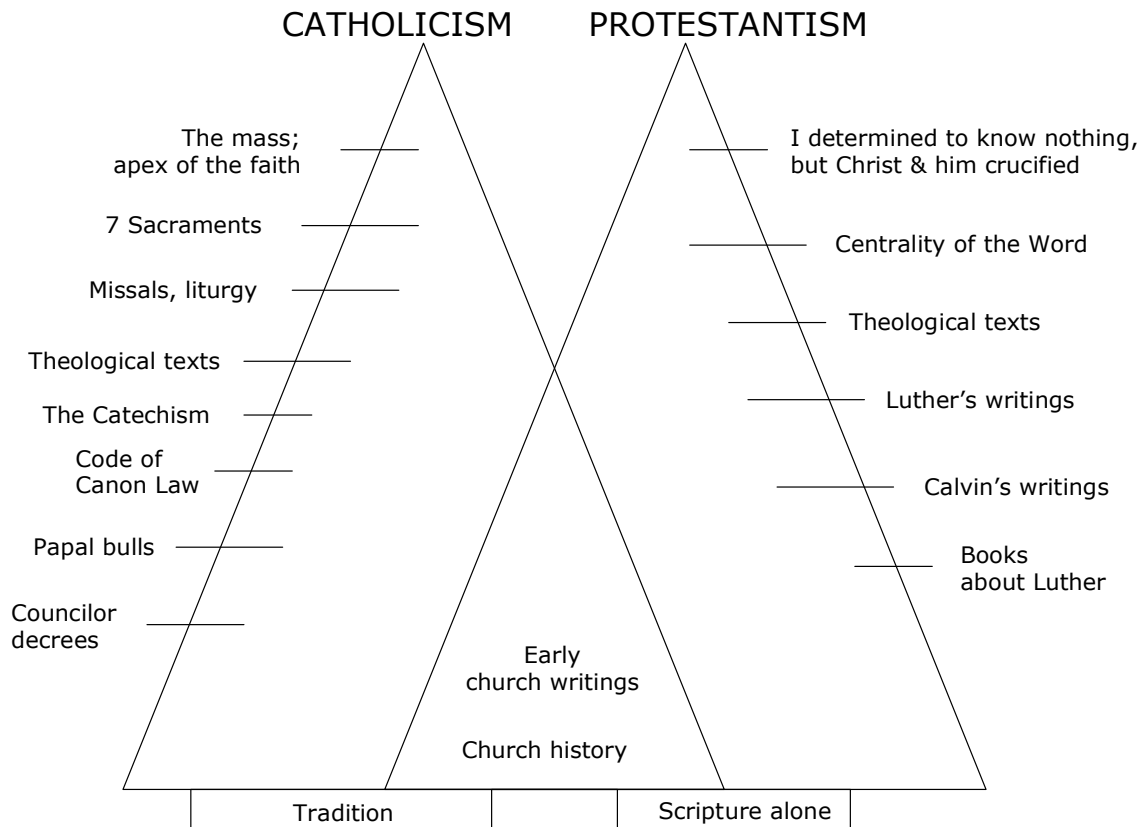 CATHOLICISM
PROTESTANTISM
The mass;
apex of the faith
7 Sacraments
Missals, liturgy
Theological texts
The Catechism
Code of
Canon Law
Papal bulls
Councilor
decrees
I determined to know nothing,
but Christ & him crucified
Centrality of the Word
Theological texts
Luther’s writings
Calvin’s writings
Books
about Luther
Early
church writings
Church history
Tradition
Scripture alone